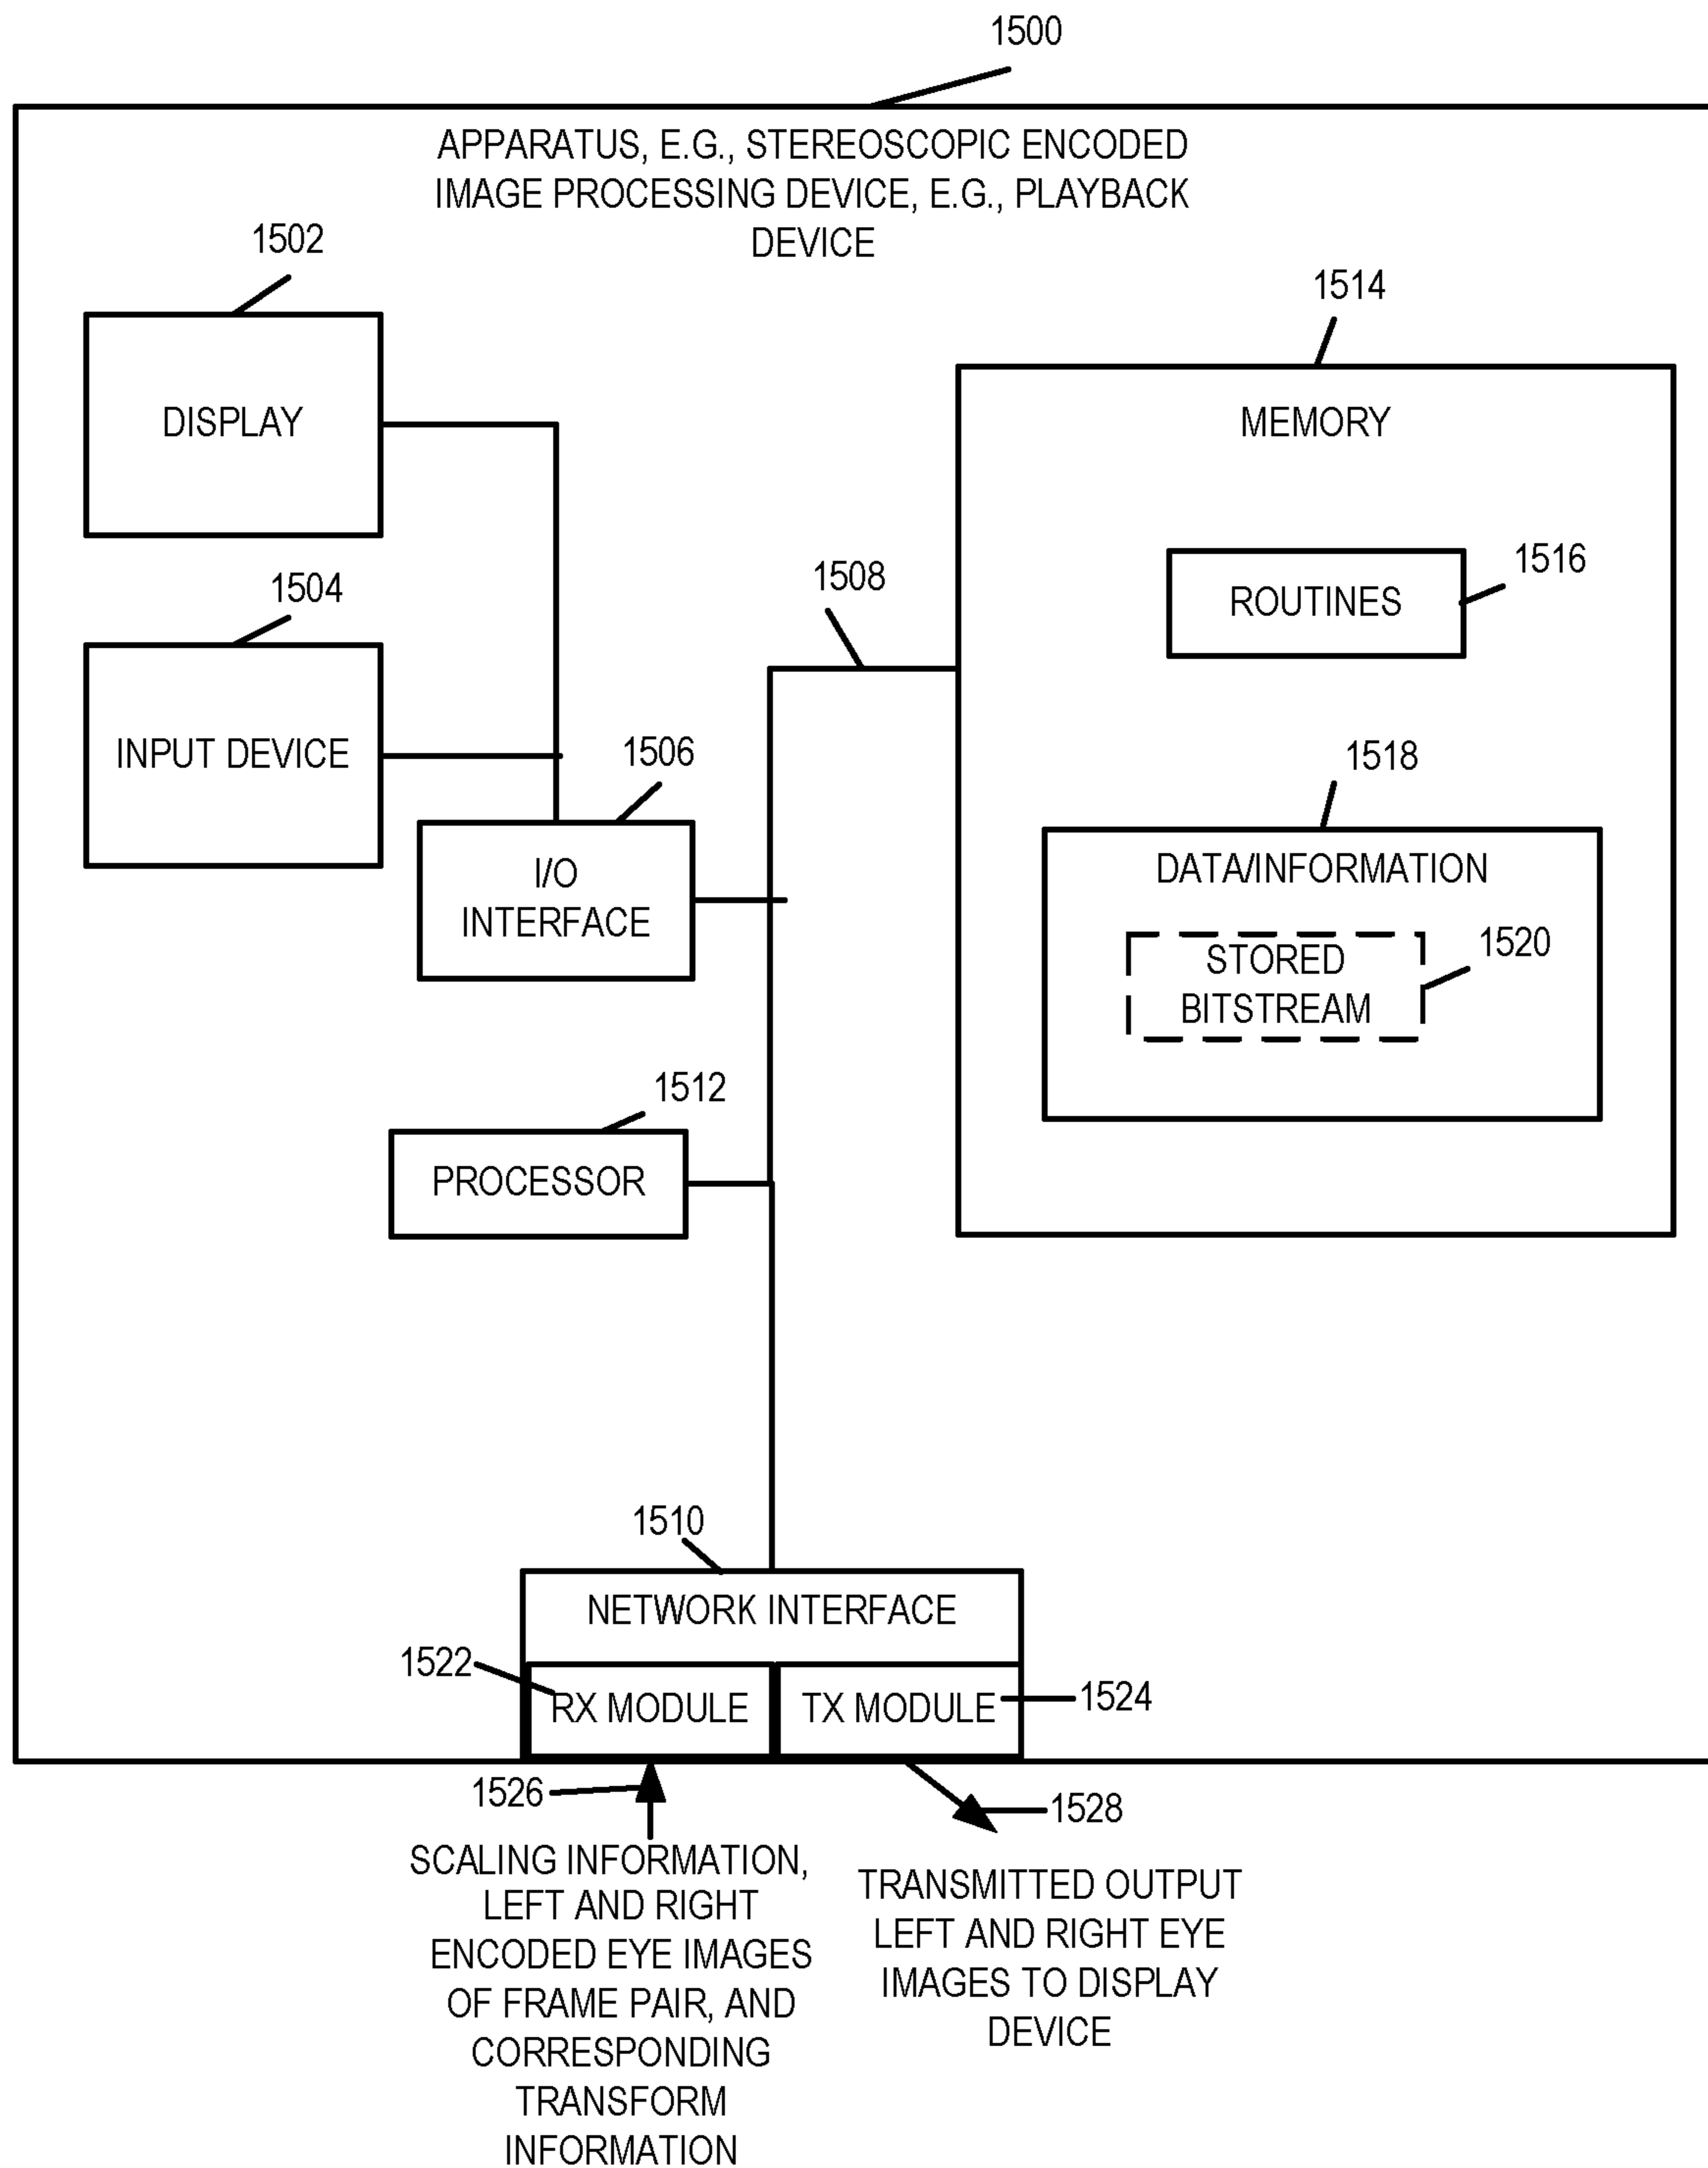 1500
APPARATUS, E.G., STEREOSCOPIC ENCODED
IMAGE PROCESSING DEVICE, E.G., PLAYBACK
DEVICE
1502
DISPLAY
1504
INPUT DEVICE
1506
I/O
INTERFACE
1508
1512
PROCESSOR
1514
MEMORY
1516
ROUTINES
1518
DATA/INFORMATION
1520
STORED
BITSTREAM
1510
NETWORK INTERFACE
1522
RX MODULE
TX MODULE
1524
1526
SCALING INFORMATION,
LEFT AND RIGHT
ENCODED EYE IMAGES
OF FRAME PAIR, AND
CORRESPONDING
TRANSFORM
INFORMATION
1528
TRANSMITTED OUTPUT
LEFT AND RIGHT EYE
IMAGES TO DISPLAY
DEVICE